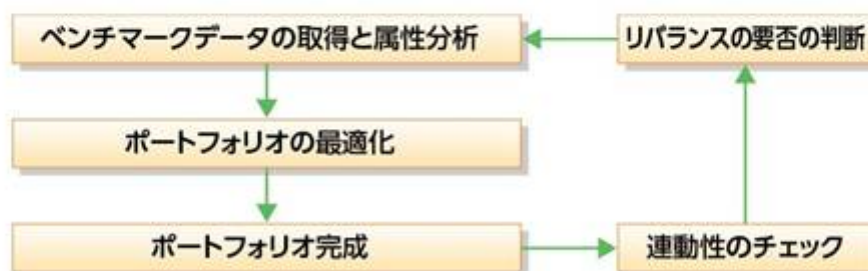 ベンチマークデータの取得と属性分析
リバランスの要否の判断
ポートフォリオの最適化
ポートフォリオ完成
連動性のチェック